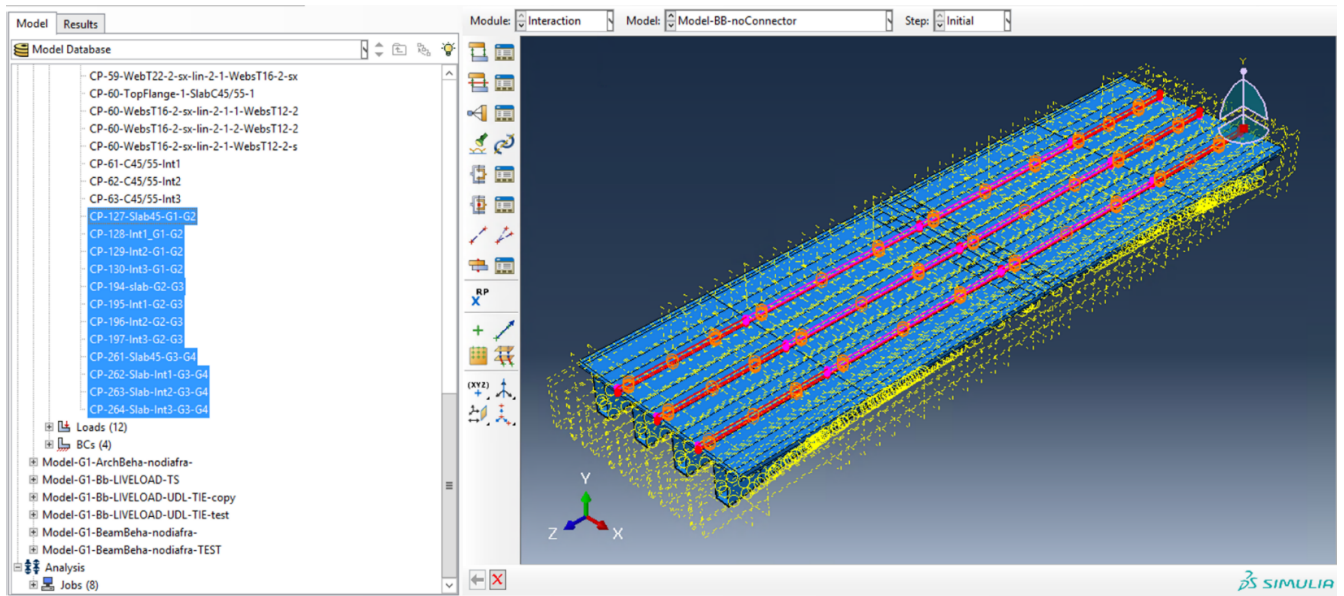 Model Results
Module: Interaction Model: Model-BB-noConnector Step: Initial
Model Database
CP-59-WebT22-2-sx-lin-2-1-WebsT16-2-sx
CP-60-TopFlange-1-SlabC45/55-1
CP-60-WebsT16-2-sx-lin-2-1-1-WebsT12-2
CP-60-WebsT16-2-sx-lin-2-1-2-WebsT12-2
CP-60-WebsT16-2-sx-lin-2-1-WebsT12-2-s
CP-61-C45/55-Int1
CP-62-C45/55-Int2
CP-63-C45/55-Int3
CP-127-Slab45-G1-G2
CP-128-Int1_G1-G2
CP-129-Int2-G1-G2
CP-130-Int3-G1-G2
CP-194-slab-G2-G3
CP-195-Int1-G2-G3
CP-196-Int2-G2-G3
CP-197-Int3-G2-G3
CP-261-Slab45-G3-G4
CP-262-Slab-Int1-G3-G4
CP-263-Slab-Int2-G3-G4
CP-264-Slab-Int3-G3-G4
Loads (12)
BCs (4)
Model-G1-ArchBeha-nodiafra-
Model-G1-Bb-LIVELOAD-TS
Model-G1-Bb-LIVELOAD-UDL-TIE-copy
Model-G1-Bb-LIVELOAD-UDL-TIE-test
Model-G1-BeamBeha-nodiafra-
Model-G1-BeamBeha-nodiafra-TEST
Analysis
Jobs (8)
RP
X
(XYZ)
Y
Y
Z
X
SIMULIA